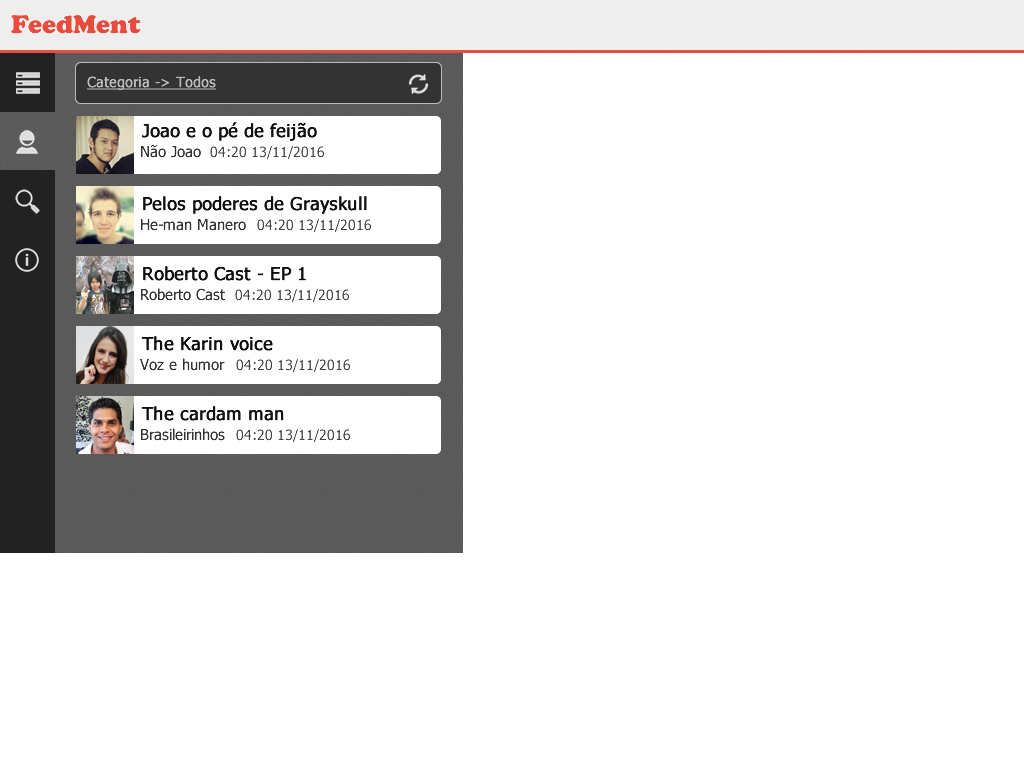 FeedMent
Categoria -> Todos
Joao e o pé de feijão
Não Joao 04:20 13/11/2016
Pelos poderes de Grayskull
He-man Manero 04:20 13/11/2016
Roberto Cast - EP 1
Roberto Cast 04:20 13/11/2016
The Karin voice
Voz e humor 04:20 13/11/2016
The cardam man
Brasileirinhos 04:20 13/11/2016